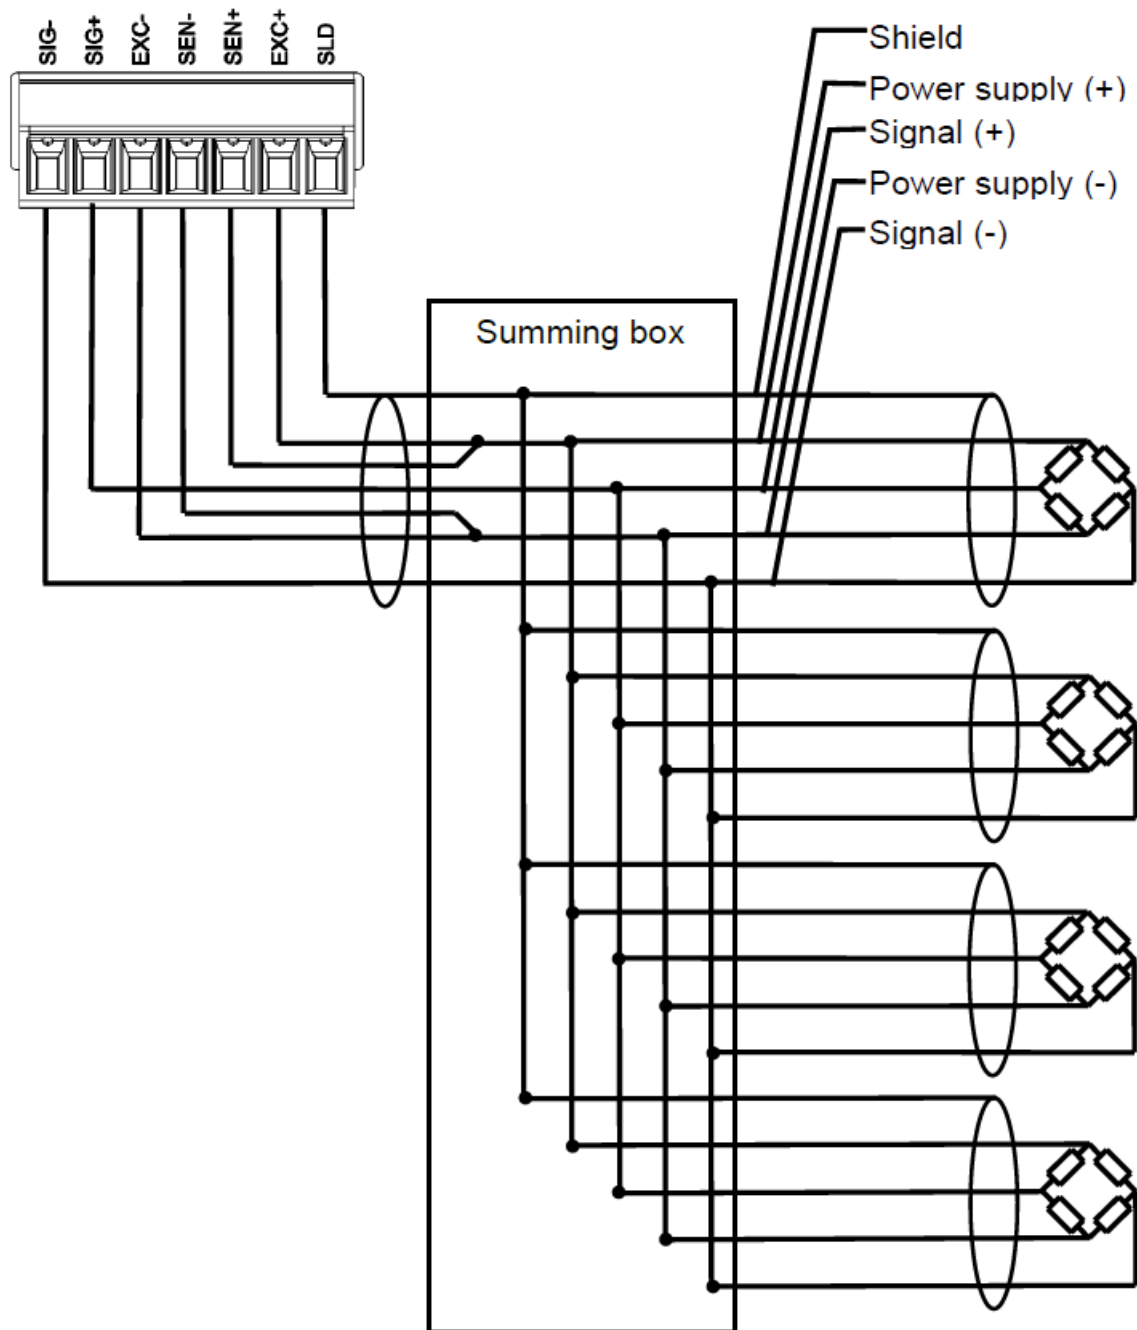 SIG-
SIG+
EXC-
SEN-
SEN+
EXC+
SLD
Shield
Power supply (+)
Signal (+)
Power supply (-)
Signal (-)
Summing box